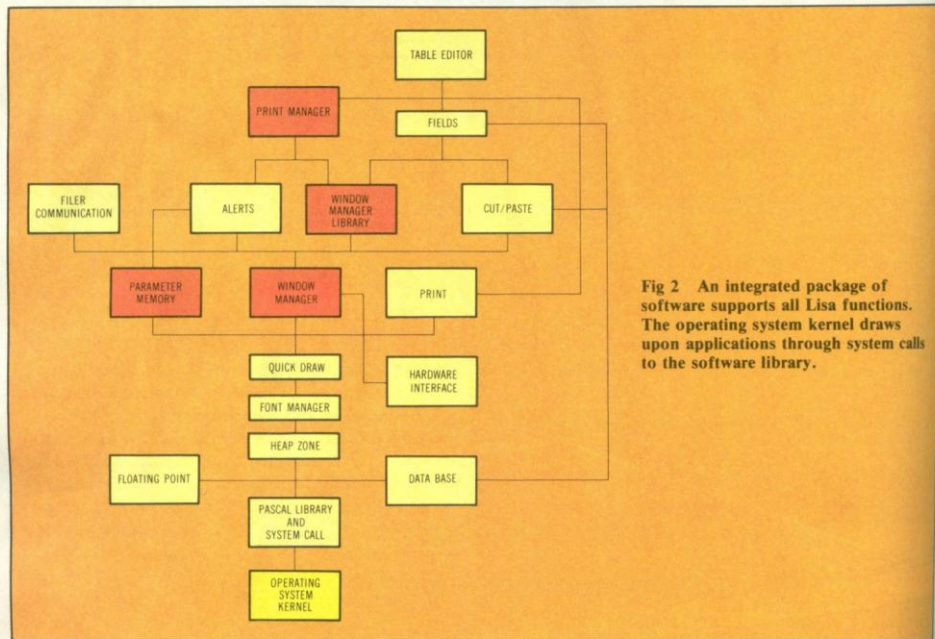 TABLE EDITOR
PRINT MANAGER
FIELDS
FILER
COMMUNICATION
ALERTS
WINDOW
MANAGER
LIBRARY
CUT/PASTE
PARAMETER
MEMORY
WINDOW
MANAGER
PRINT
QUICK DRAW
HARDWARE
INTERFACE
FONT MANAGER
HEAP ZONE
FLOATING POINT
DATA BASE
PASCAL LIBRARY
AND
SYSTEM CALL
OPERATING
SYSTEM
KERNEL
Fig 2 An integrated package of
software supports all Lisa functions.
The operating system kernel draws
upon applications through system calls
to the software library.